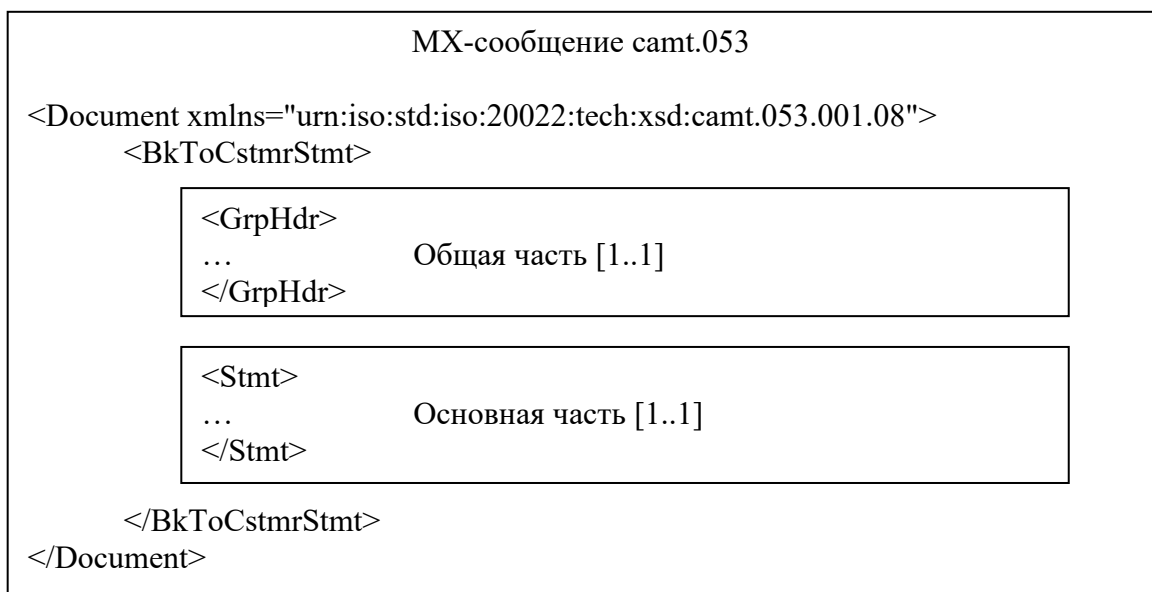 MX-сообщение camt.053
<Document xmlns="urn:iso:std:iso:20022:tech:xsd:camt.053.001.08">
<BkToCstmrStmt>
<GrpHdr>
… Общая часть [1..1]
</GrpHdr>
<Stmt>
… Основная часть [1..1]
</Stmt>
</BkToCstmrStmt>
</Document>